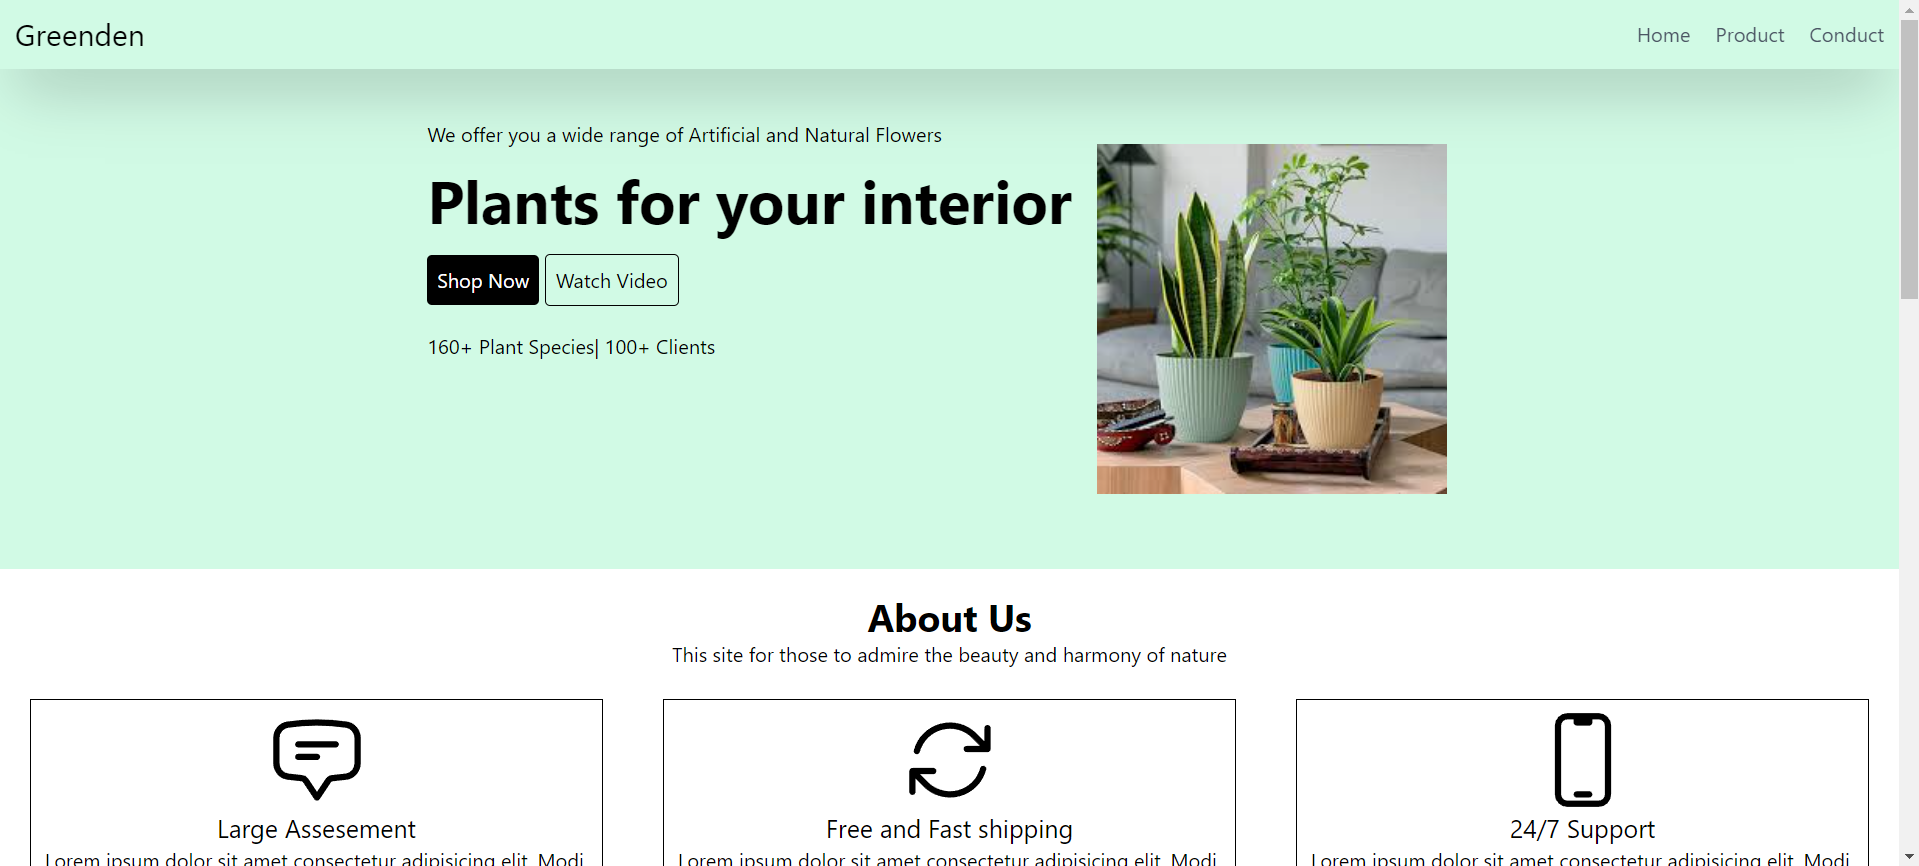 Greenden
Home Product Conduct
We offer you a wide range of Artificial and Natural Flowers
Plants for your interior
Shop Now Watch Video
160+ Plant Species| 100+ Clients
About Us
This site for those to admire the beauty and harmony of nature
Large Assesement
Free and Fast shipping
24/7 Support
Lorem ipsum dolor sit amet consectetur adipisicing elit. Modi
Lorem ipsum dolor sit amet consectetur adipisicing elit. Modi
Lorem ipsum dolor sit amet consectetur adipisicing elit. Modi